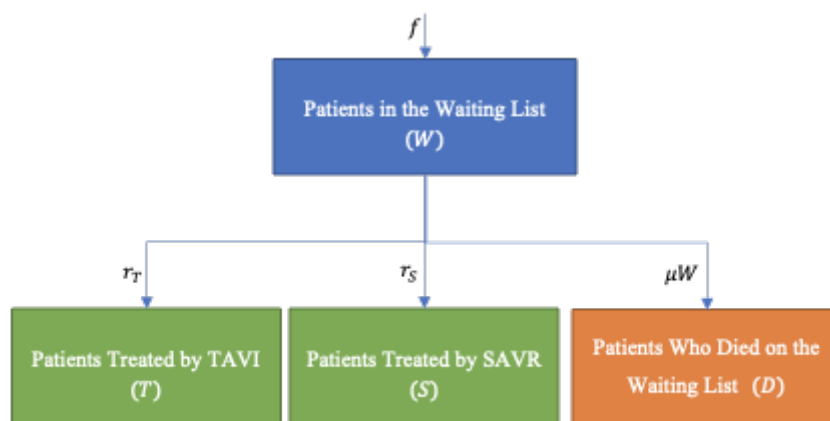 f
Patients in the Waiting List
(W)
r_T
r_S
μW
Patients Treated by TAVI
(T)
Patients Treated by SAVR
(S)
Patients Who Died on the
Waiting List (D)